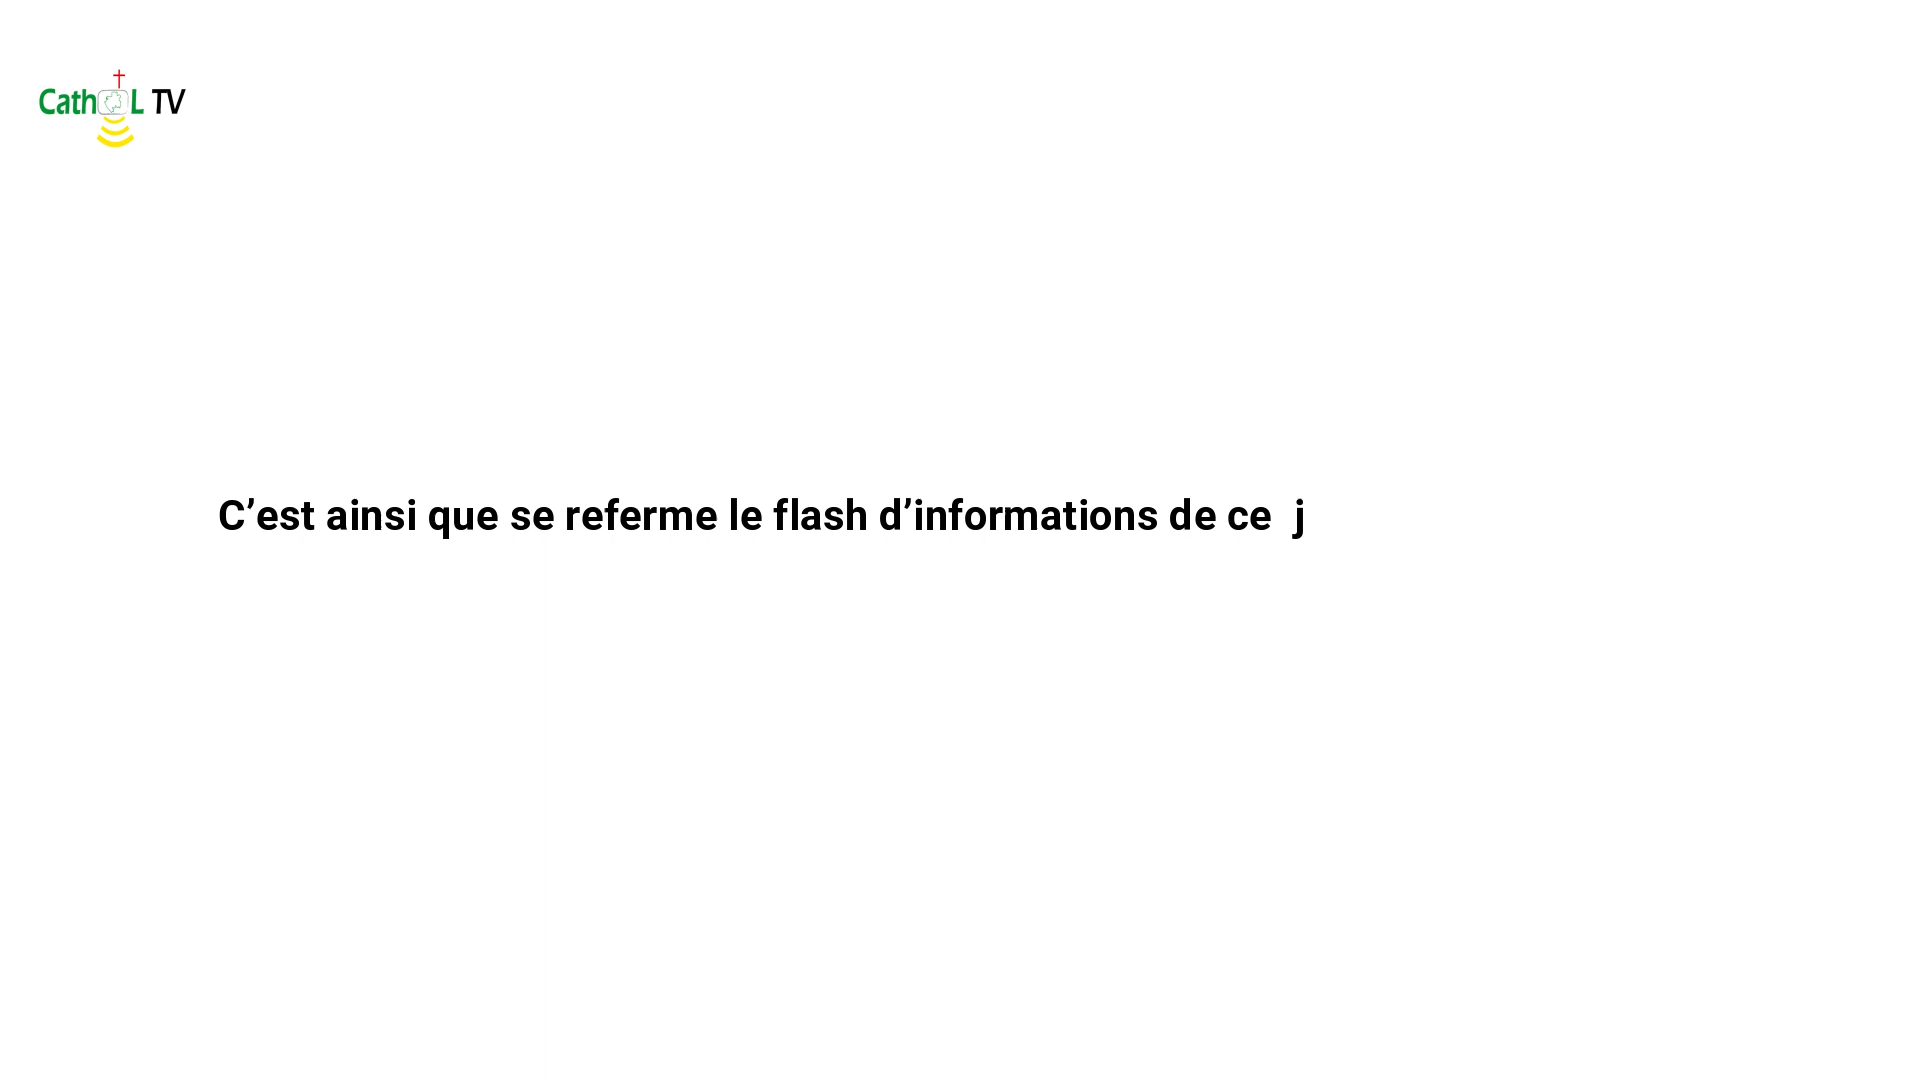 CathOL TV
C’est ainsi que se referme le flash d’informations de ce  j